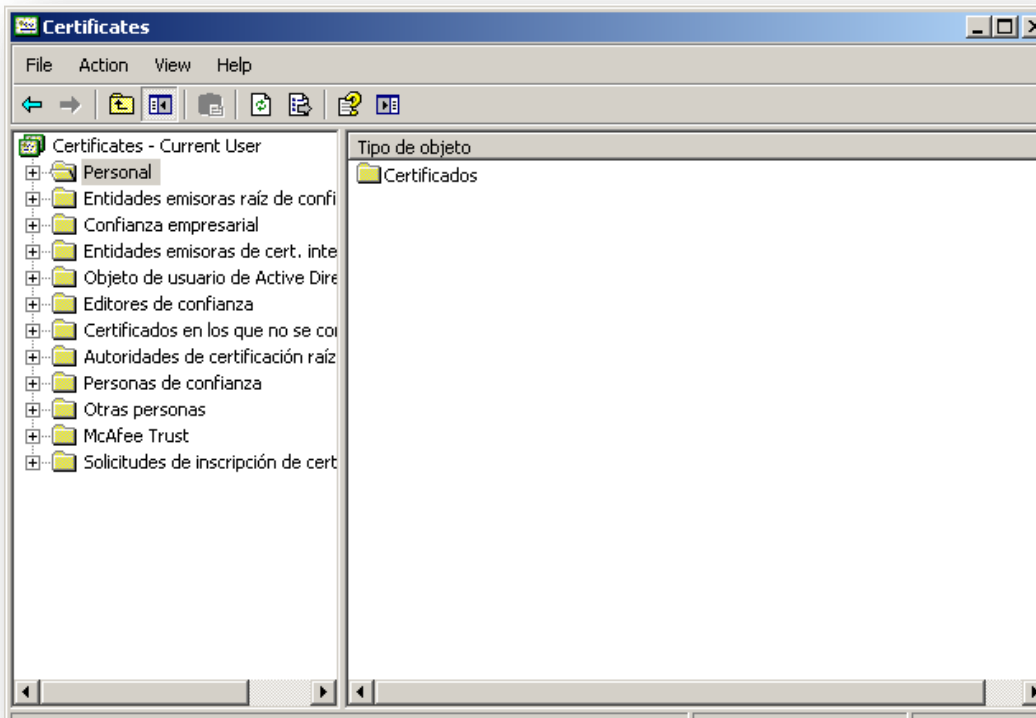 Certificates
File Action View Help
Certificates - Current User
Personal
Entidades emisoras raíz de confi
Confianza empresarial
Entidades emisoras de cert. inte
Objeto de usuario de Active Dire
Editores de confianza
Certificados en los que no se co
Autoridades de certificación raíz
Personas de confianza
Otras personas
McAfee Trust
Solicitudes de inscripción de cert
Tipo de objeto
Certificados